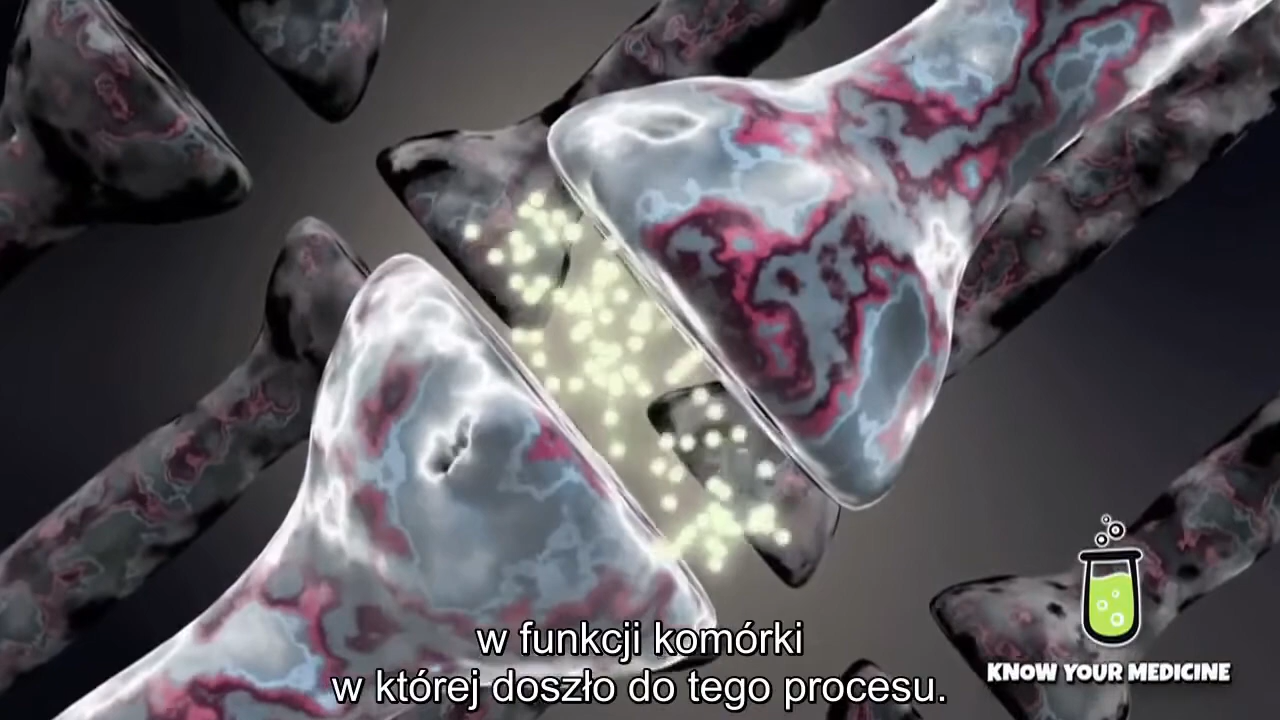 w funkcji komórki
w której doszło do tego procesu.
KNOW YOUR MEDICINE